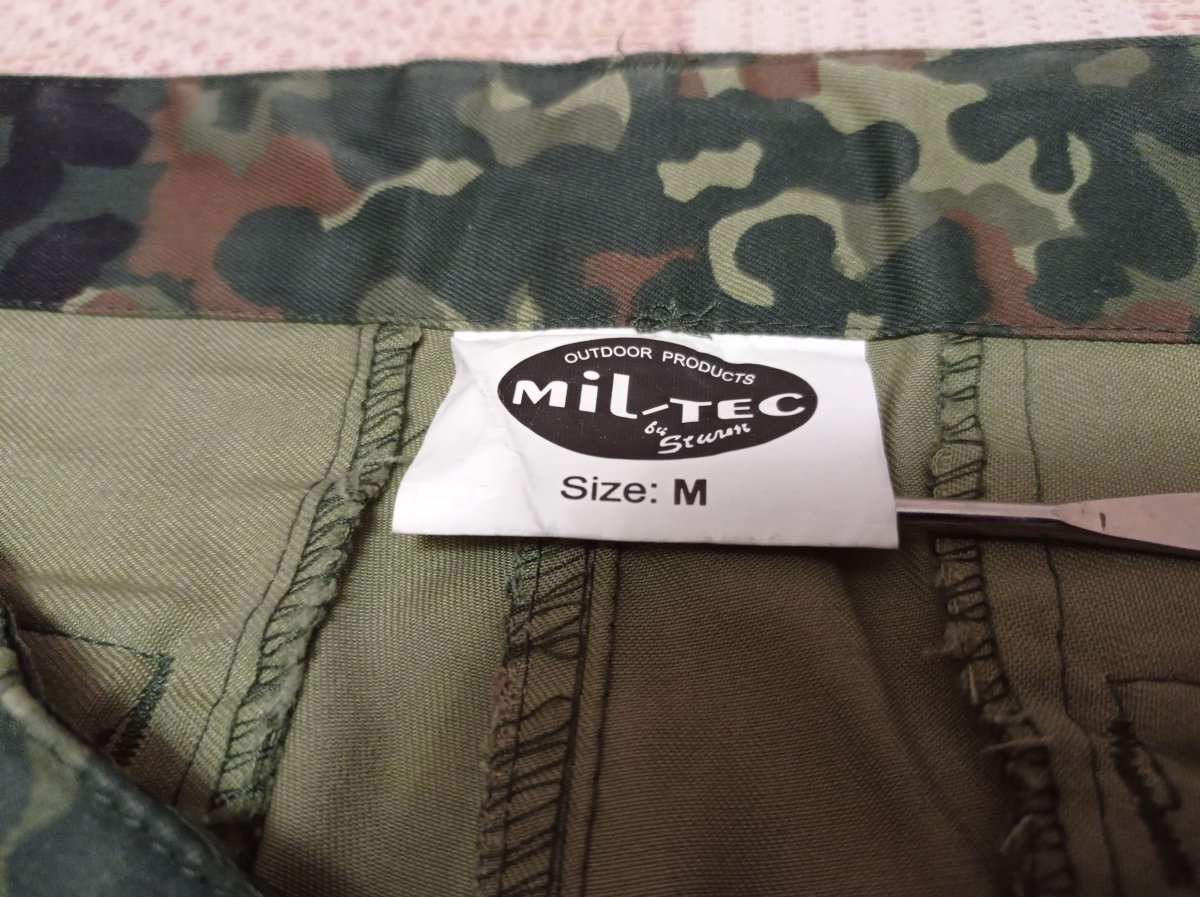 OUTDOOR PRODUCTS
MIL-TEC
by Sturm
Size: M